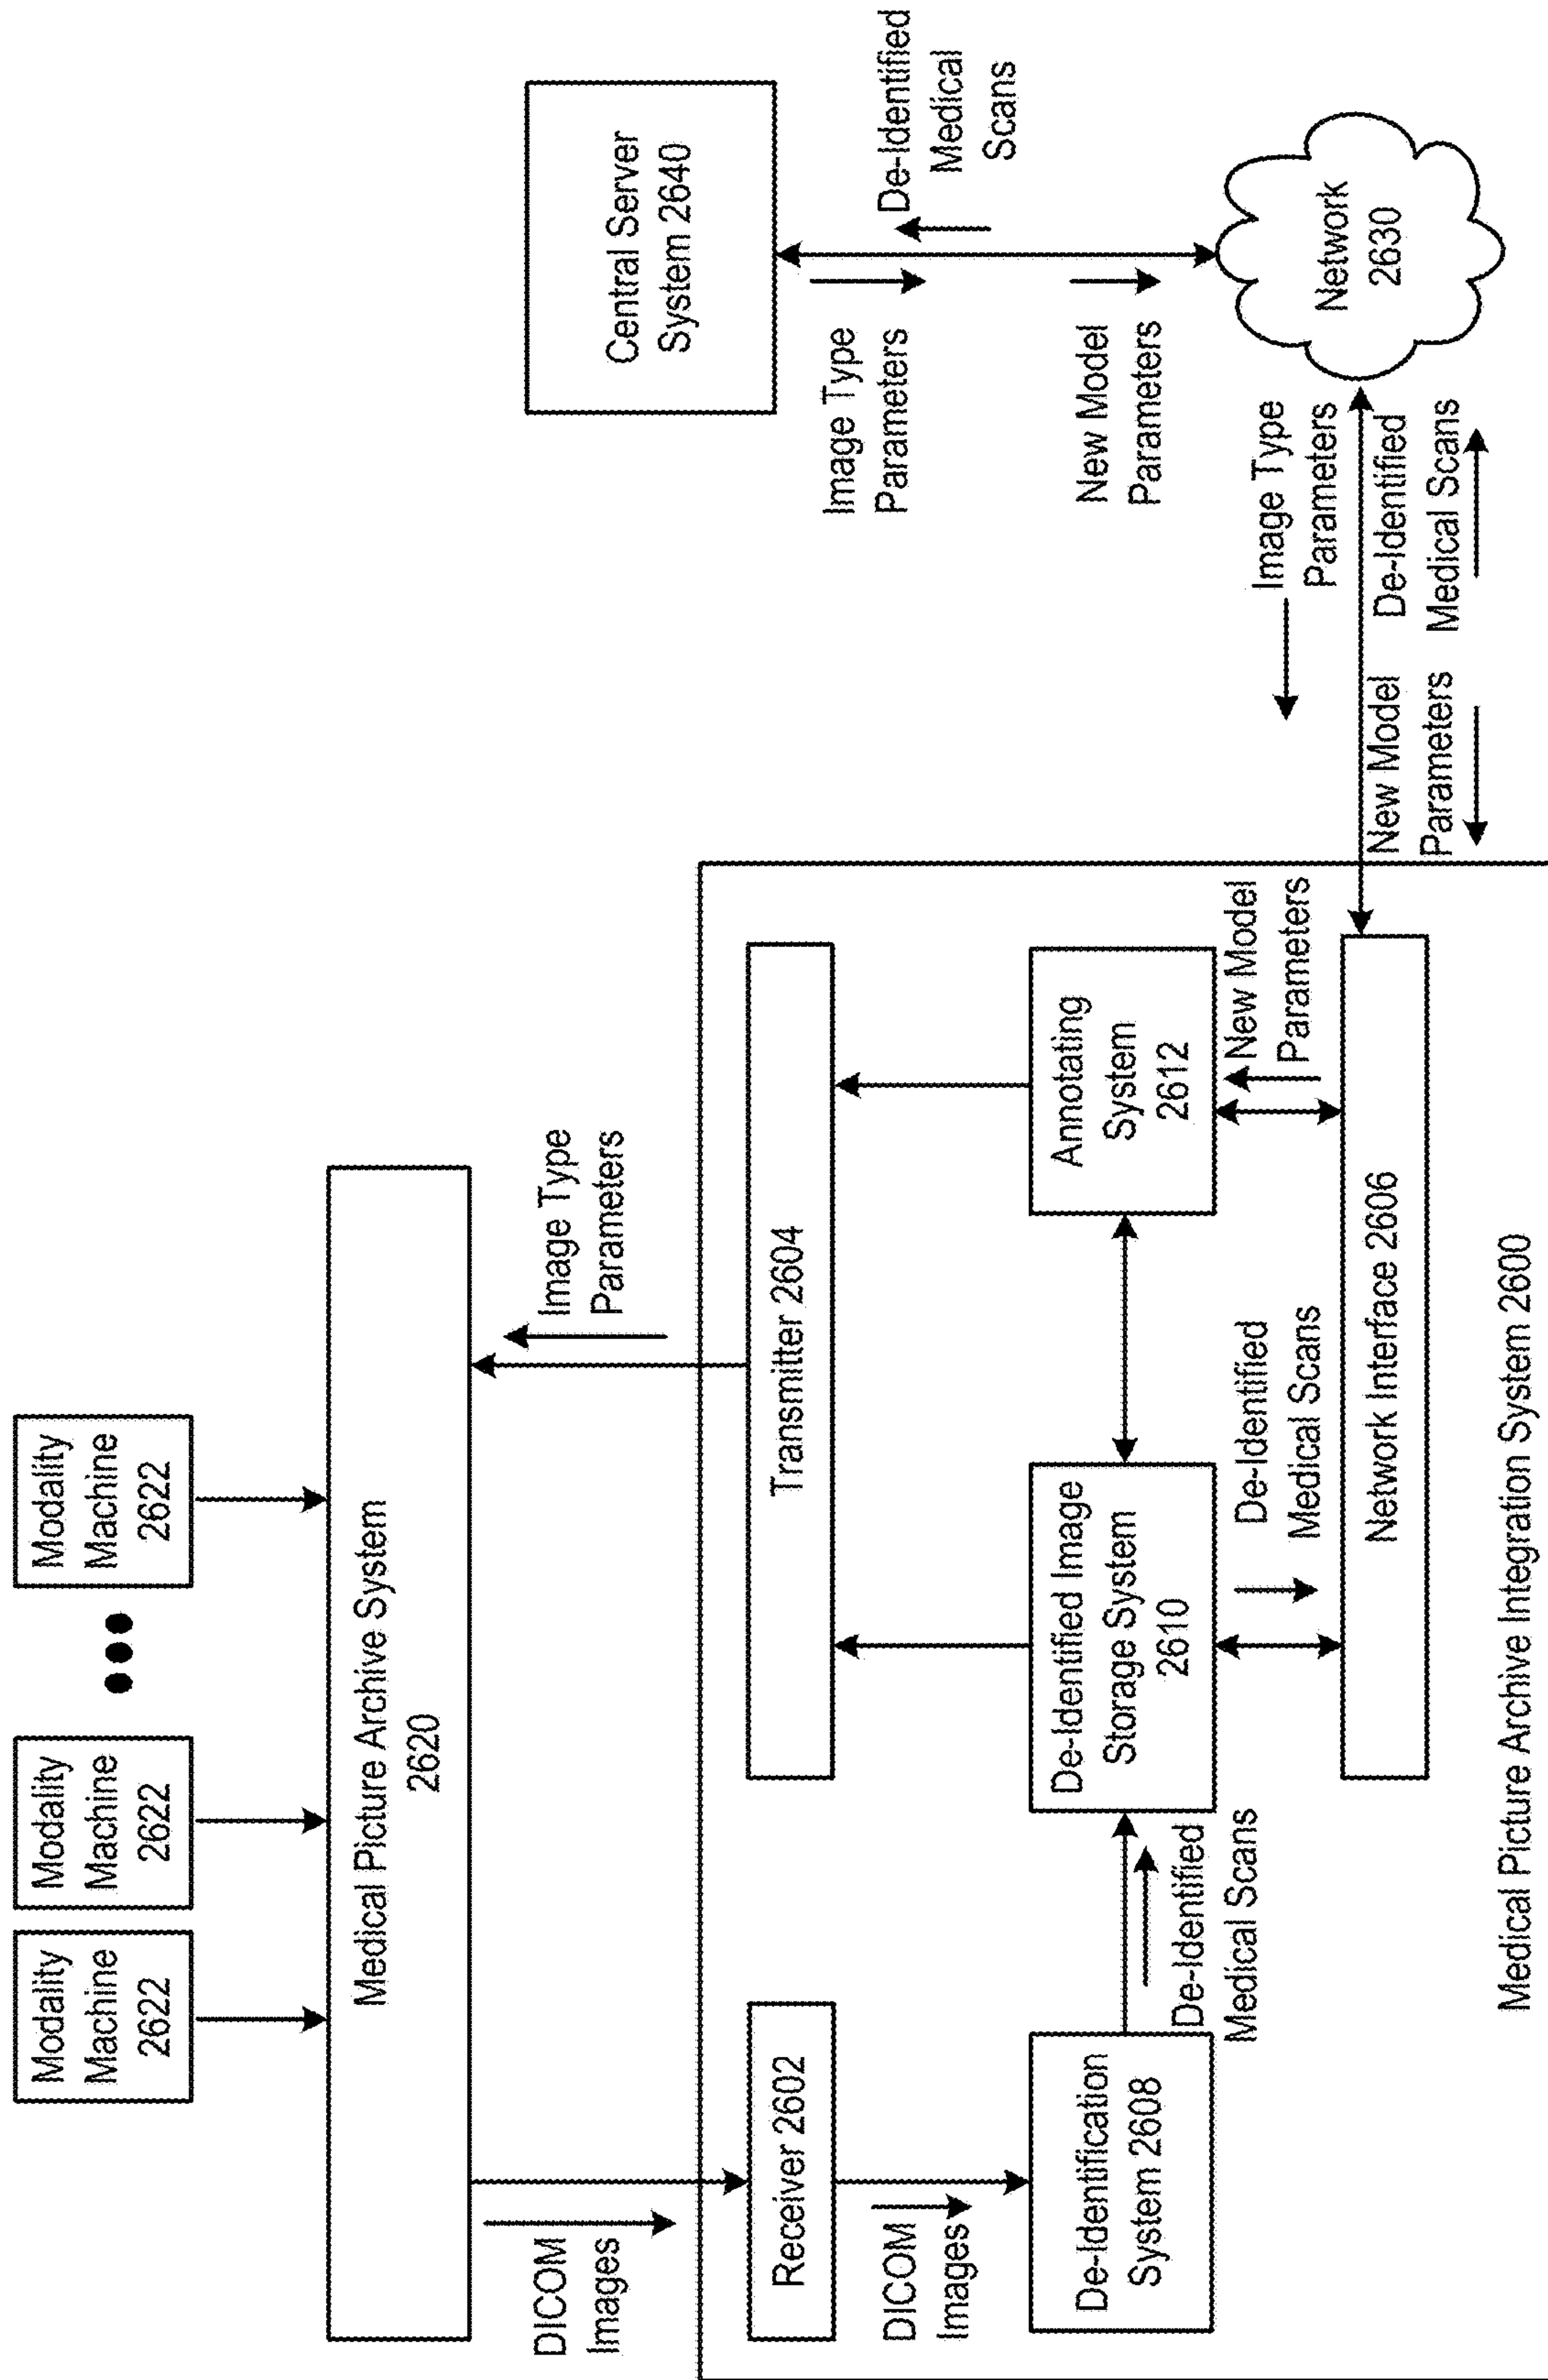 Modality
Machine
2622
Modality
Machine
2622
Modality
Machine
2622
Medical Picture Archive System
2620
DICOM
Images
Image Type
Parameters
Receiver 2602
Transmitter 2604
DICOM
Images
De-Identification
System 2608
De-Identified
Medical Scans
De-Identified Image
Storage System
2610
Annotating
System
2612
De-Identified
Medical Scans
New Model
Parameters
Network Interface 2606
Medical Picture Archive Integration System 2600
Central Server
System 2640
De-Identified
Medical
Scans
Image Type
Parameters
New Model
Parameters
Network
2630
Image Type
Parameters
New Model
Parameters
De-Identified
Medical Scans